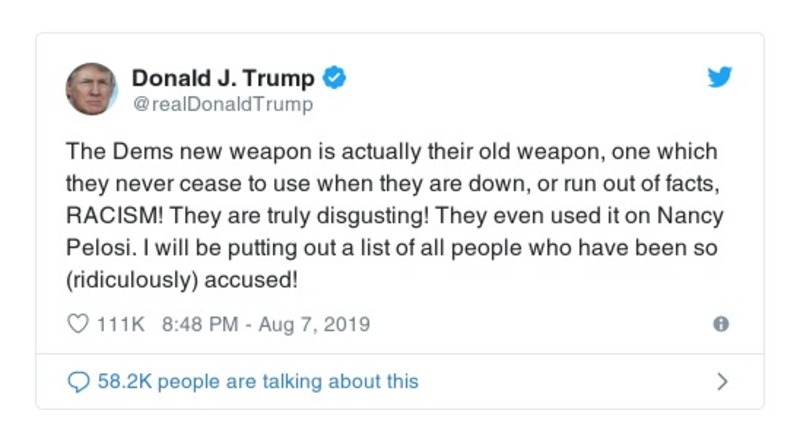 Donald J. Trump
@realDonaldTrump
The Dems new weapon is actually their old weapon, one which
they never cease to use when they are down, or run out of facts,
RACISM! They are truly disgusting! They even used it on Nancy
Pelosi. I will be putting out a list of all people who have been so
(ridiculously) accused!
111K 8:48 PM - Aug 7, 2019
58.2K people are talking about this